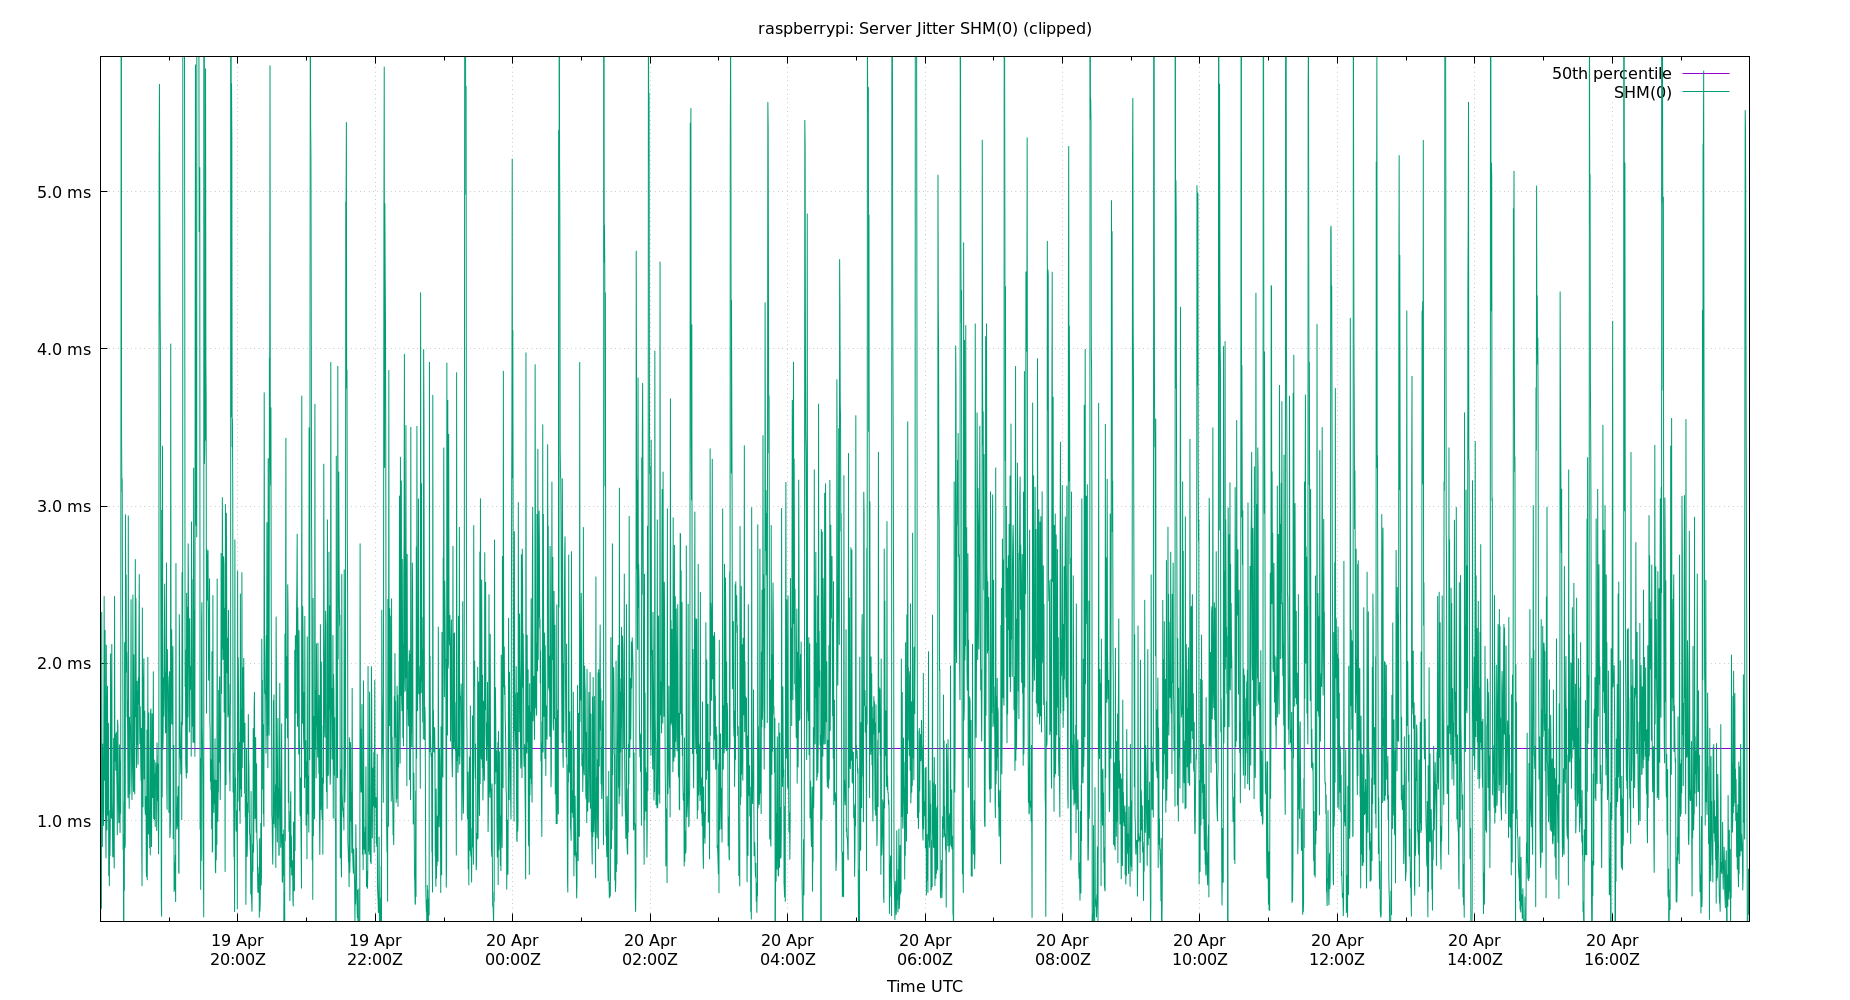 raspberrypi: Server Jitter SHM(0) (clipped)
50th percentile
SHM(0)
5.0 ms
4.0 ms
3.0 ms
2.0 ms
1.0 ms
19 Apr 19 Apr 20 Apr 20 Apr 20 Apr 20 Apr 20 Apr 20 Apr 20 Apr 20 Apr 20 Apr
20:00Z 22:00Z 00:00Z 02:00Z 04:00Z 06:00Z 08:00Z 10:00Z 12:00Z 14:00Z 16:00Z
Time UTC